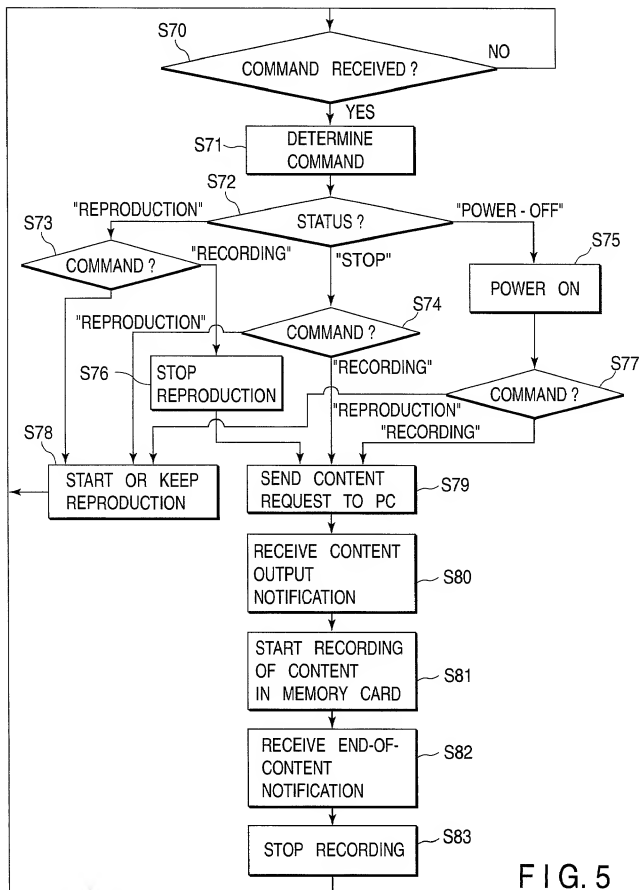 S70
NO
COMMAND RECEIVED ?
YES
S71
DETERMINE
COMMAND
S72
"REPRODUCTION"
STATUS ?
"POWER - OFF"
S73
"STOP"
S75
COMMAND ?
"RECORDING"
POWER ON
S74
"REPRODUCTION"
COMMAND ?
S76
STOP
REPRODUCTION
"RECORDING"
S77
COMMAND ?
"REPRODUCTION"
"RECORDING"
S78
START OR KEEP
REPRODUCTION
SEND CONTENT
REQUEST TO PC
S79
RECEIVE CONTENT
OUTPUT
NOTIFICATION
S80
START RECORDING
OF CONTENT
IN MEMORY CARD
S81
RECEIVE END-OF-
CONTENT
NOTIFICATION
S82
STOP RECORDING
S83
FIG. 5